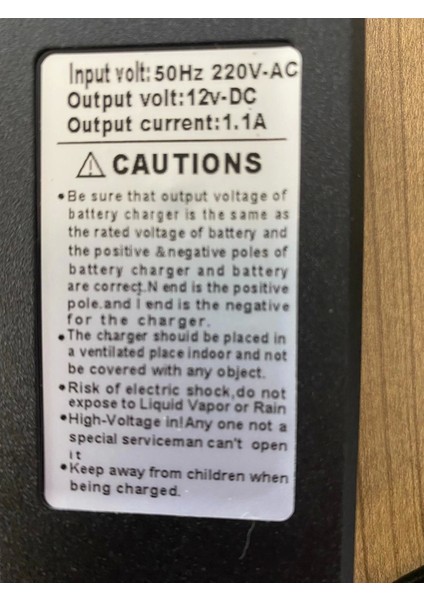 Input volt: 50Hz 220V-AC
Output volt:12v-DC
Output current:1.1A
⚠ CAUTIONS
•Be sure that output voltage of
battery charger is the same as
the rated voltage of battery and
the positive &negative poles of
battery charger and battery
are correct.N end is the positive
pole.and l end is the negative
for the charger.
•The charger should be placed in
a ventilated place indoor and not
be covered with any object.
•Risk of electric shock,do not
expose to Liquid Vapor or Rain
•High-Voltage in!Any one not a
special serviceman can't open
it
•Keep away from children when
being charged.